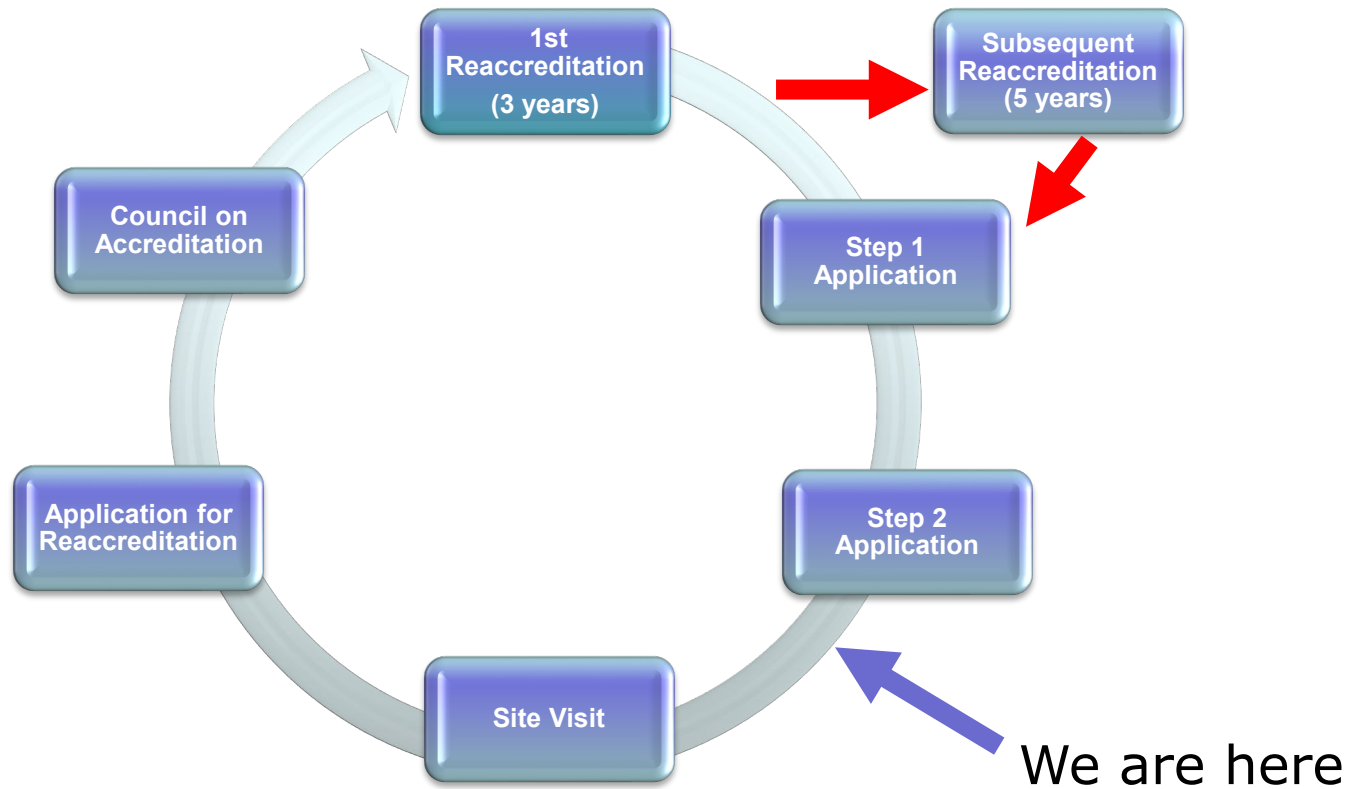 1st
Reaccreditation
(3 years)
Subsequent
Reaccreditation
(5 years)
Council on
Accreditation
Step 1
Application
Application for
Reaccreditation
Step 2
Application
Site Visit
We are here